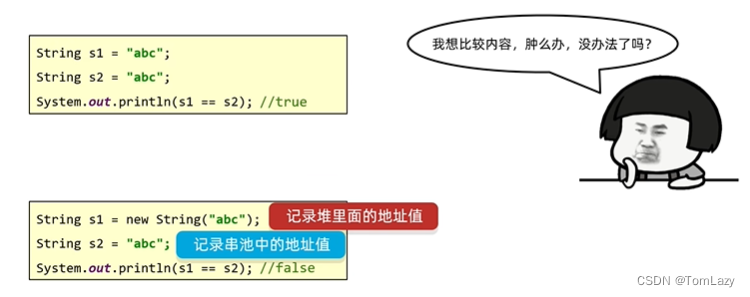 String s1 = "abc";
String s2 = "abc";
System.out.println(s1 == s2); //true
我想比较内容，肿么办，没办法了吗？
String s1 = new String("abc"); 记录堆里面的地址值
String s2 = "abc"; 记录串池中的地址值
System.out.println(s1 == s2); //false
CSDN @TomLazy